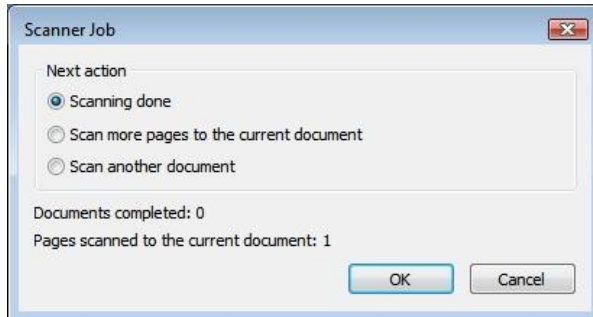 Scanner Job
Next action
Scanning done
Scan more pages to the current document
Scan another document
Documents completed: 0
Pages scanned to the current document: 1
OK Cancel